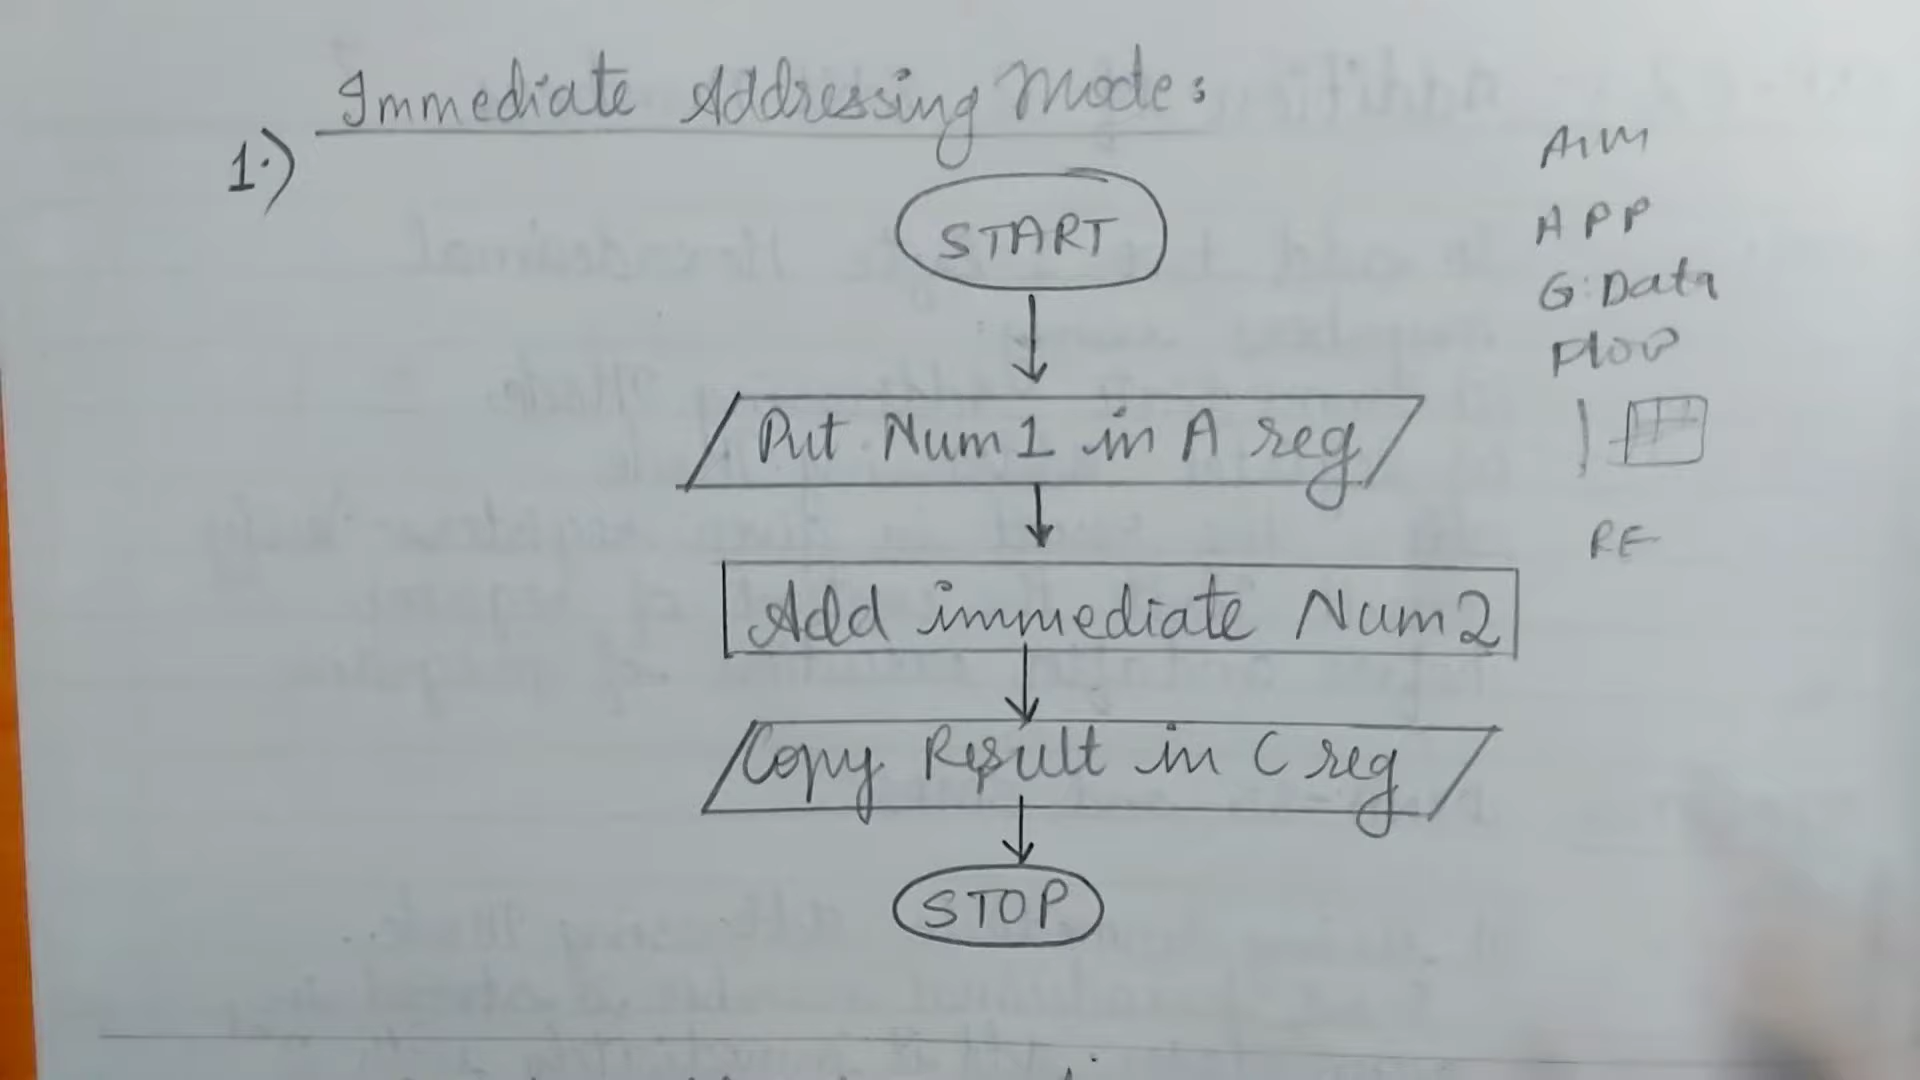 Immediate Addressing Mode:
1.)
START
Put Num1 in A reg
Add immediate Num2
Copy Result in C reg
STOP
AIM
APP
G:Data
RE